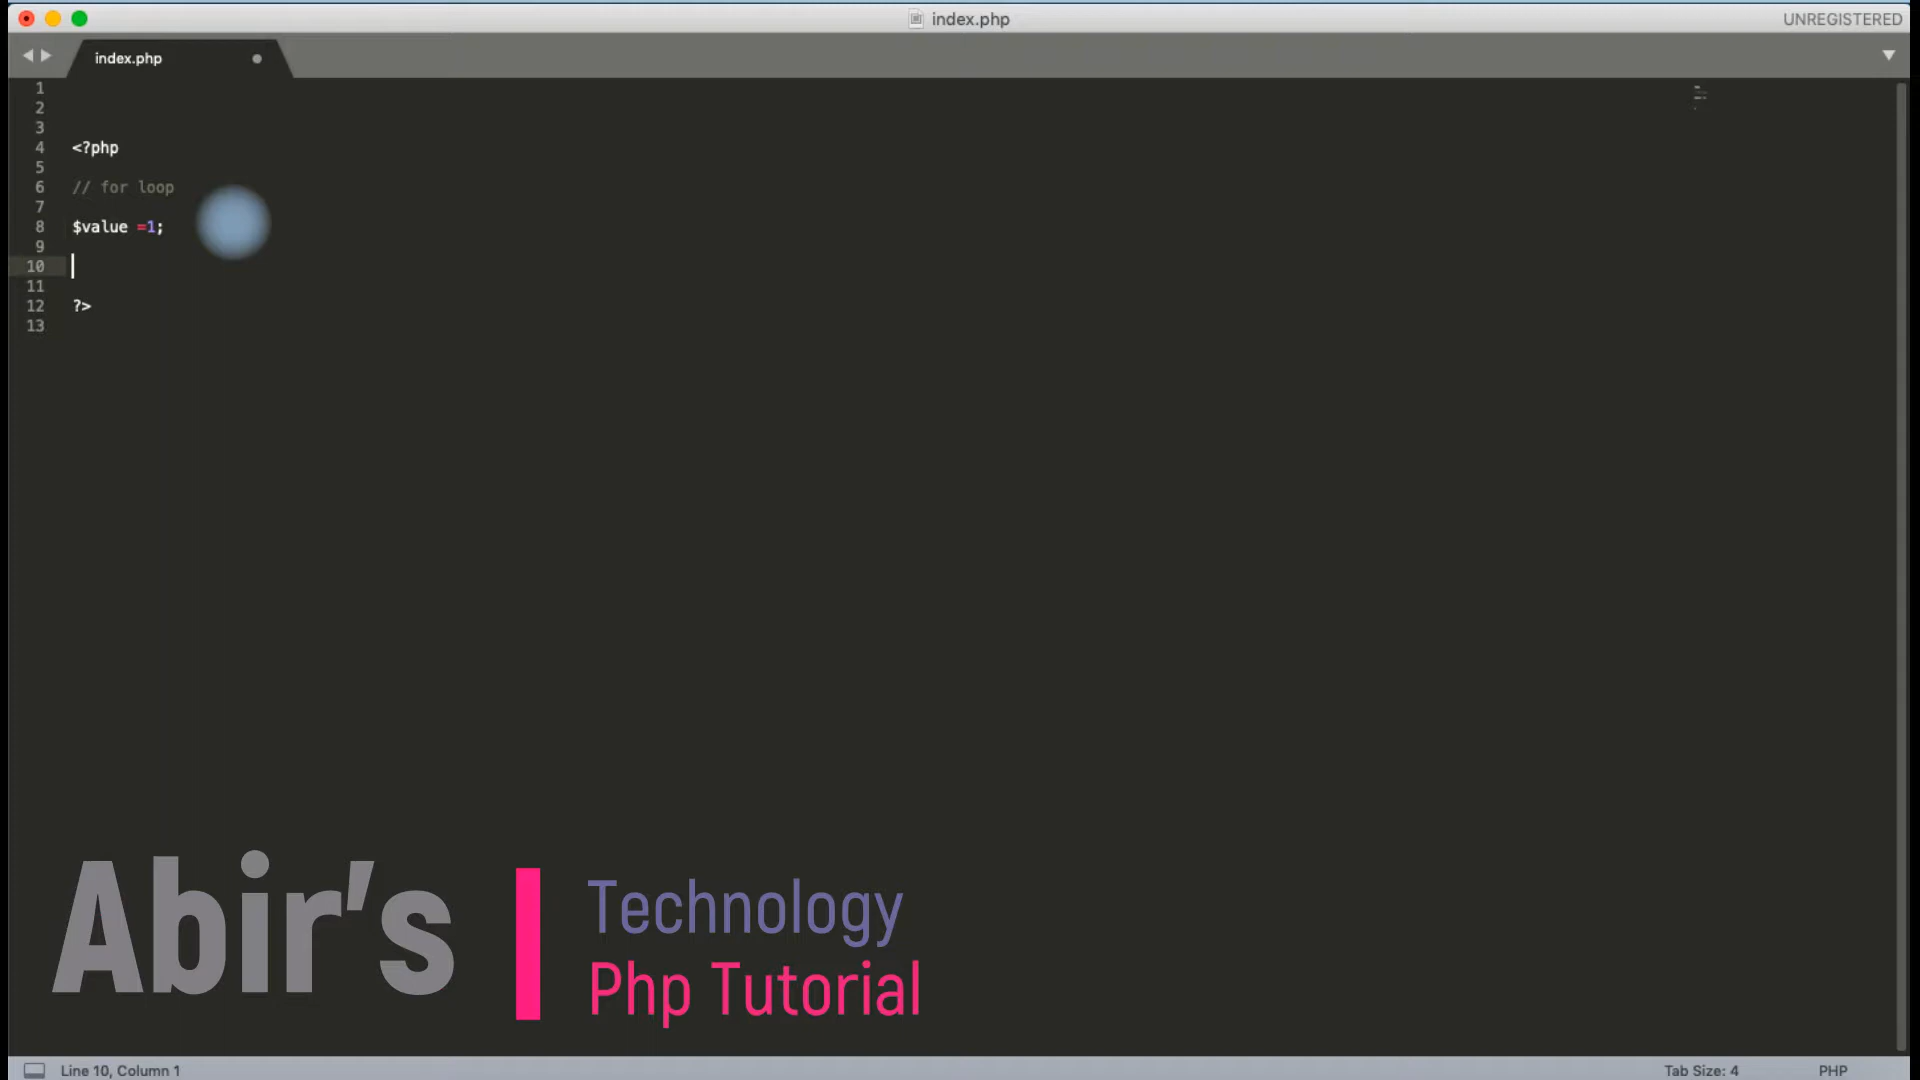 index.php
UNREGISTERED
index.php
1
2
3
4 <?php
5
6 // for loop
7
8 $value =1;
9
10
11
12 ?>
13
Abir's
Technology
Php Tutorial
Line 10, Column 1
Tab Size: 4
PHP